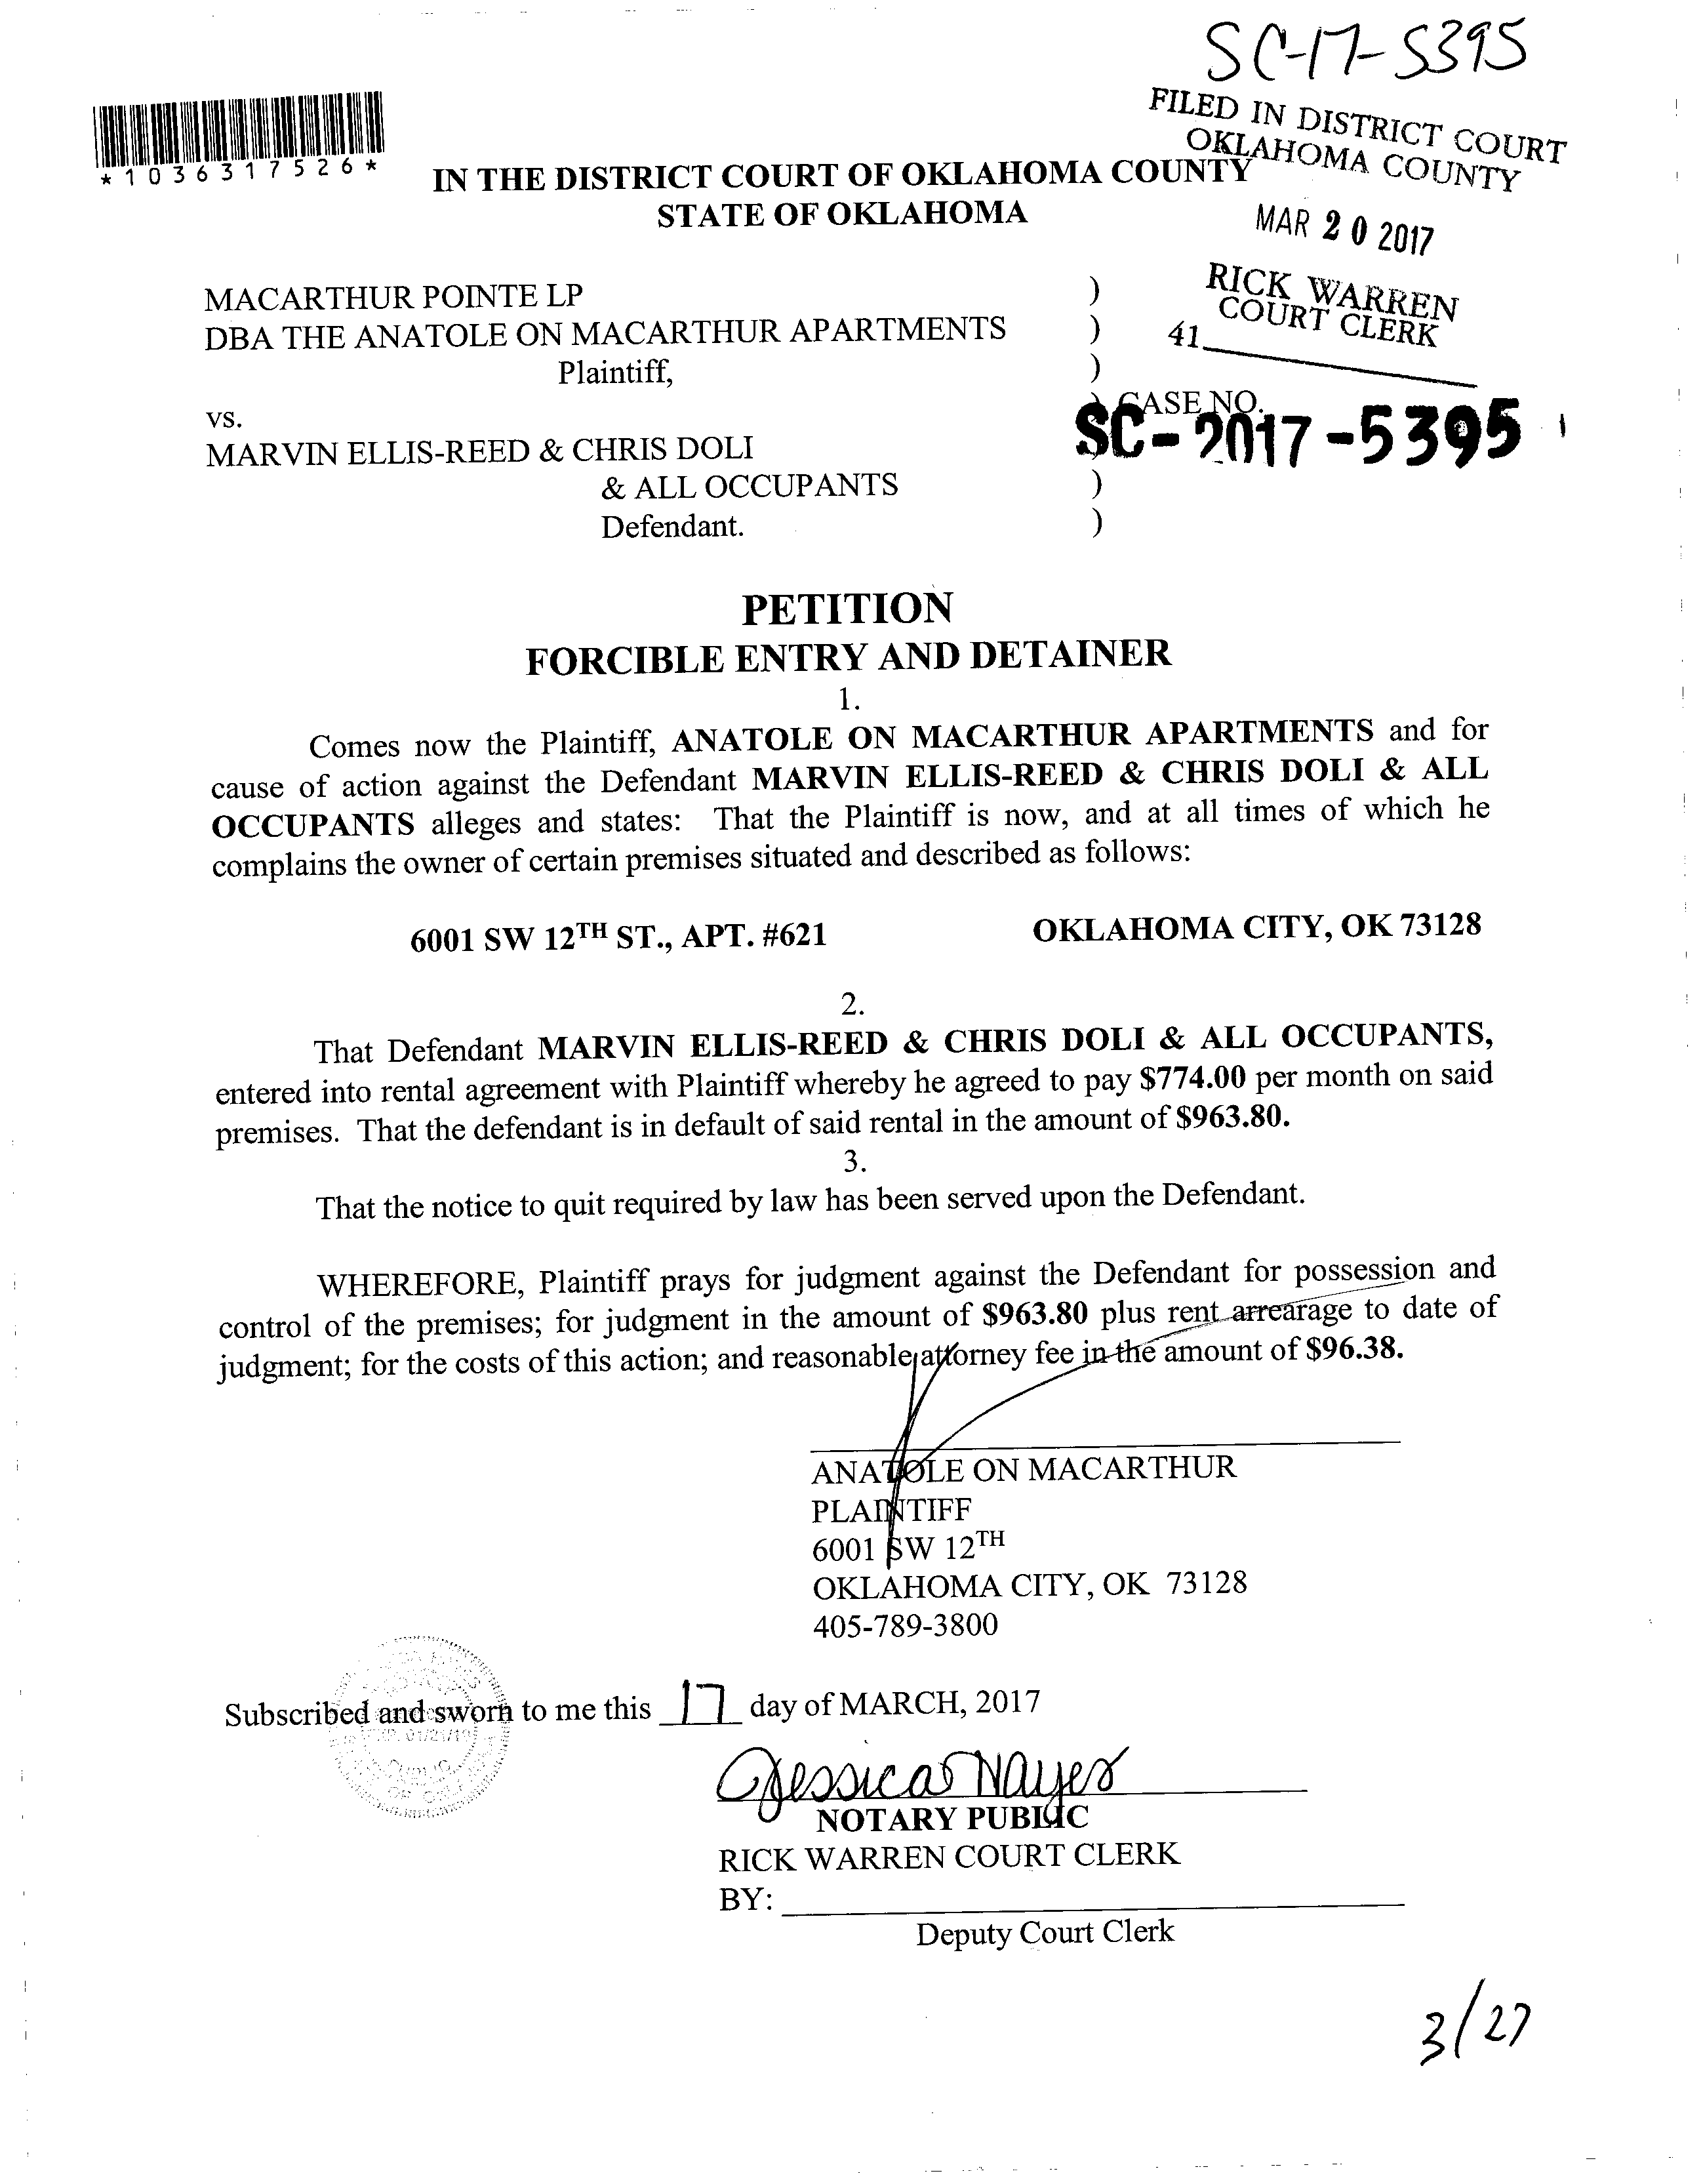 SC-17-5395
FILED IN DISTRICT COURT
OKLAHOMA COUNTY
*1036317526*
IN THE DISTRICT COURT OF OKLAHOMA COUNTY
STATE OF OKLAHOMA
MAR 20 2017
RICK WARREN
COURT CLERK
41
MACARTHUR POINTE LP )
DBA THE ANATOLE ON MACARTHUR APARTMENTS )
Plaintiff, )
CASE NO.
vs. )
SC-2017-5395
MARVIN ELLIS-REED & CHRIS DOLI )
& ALL OCCUPANTS )
Defendant. )
PETITION
FORCIBLE ENTRY AND DETAINER
1.
Comes now the Plaintiff, ANATOLE ON MACARTHUR APARTMENTS and for
cause of action against the Defendant MARVIN ELLIS-REED & CHRIS DOLI & ALL
OCCUPANTS alleges and states: That the Plaintiff is now, and at all times of which he
complains the owner of certain premises situated and described as follows:
6001 SW 12TH ST., APT. #621 OKLAHOMA CITY, OK 73128
2.
That Defendant MARVIN ELLIS-REED & CHRIS DOLI & ALL OCCUPANTS,
entered into rental agreement with Plaintiff whereby he agreed to pay $774.00 per month on said
premises. That the defendant is in default of said rental in the amount of $963.80.
3.
That the notice to quit required by law has been served upon the Defendant.
WHEREFORE, Plaintiff prays for judgment against the Defendant for possession and
control of the premises; for judgment in the amount of $963.80 plus rent arrearage to date of
judgment; for the costs of this action; and reasonable attorney fee in the amount of $96.38.
ANATOLE ON MACARTHUR
PLAINTIFF
6001 SW 12TH
OKLAHOMA CITY, OK 73128
405-789-3800
Subscribed and sworn to me this 17 day of MARCH, 2017
EXP. 01/21/19
Jessica Nayes
NOTARY PUBLIC
RICK WARREN COURT CLERK
BY:
Deputy Court Clerk
3/27